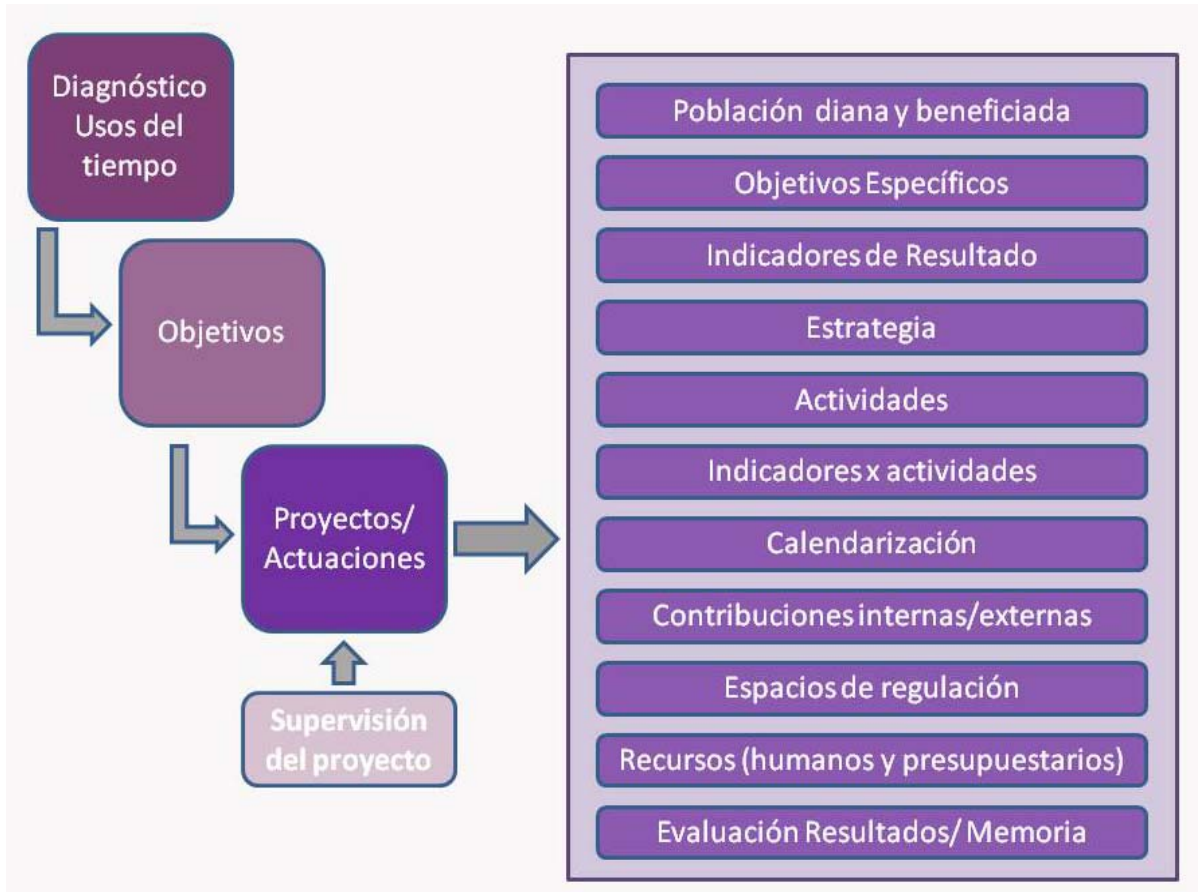 Diagnóstico
Usos del
tiempo
Objetivos
Proyectos/
Actuaciones
Supervisión
del proyecto
Población diana y beneficiada
Objetivos Específicos
Indicadores de Resultado
Estrategia
Actividades
Indicadores x actividades
Calendarización
Contribuciones internas/externas
Espacios de regulación
Recursos (humanos y presupuestarios)
Evaluación Resultados/ Memoria